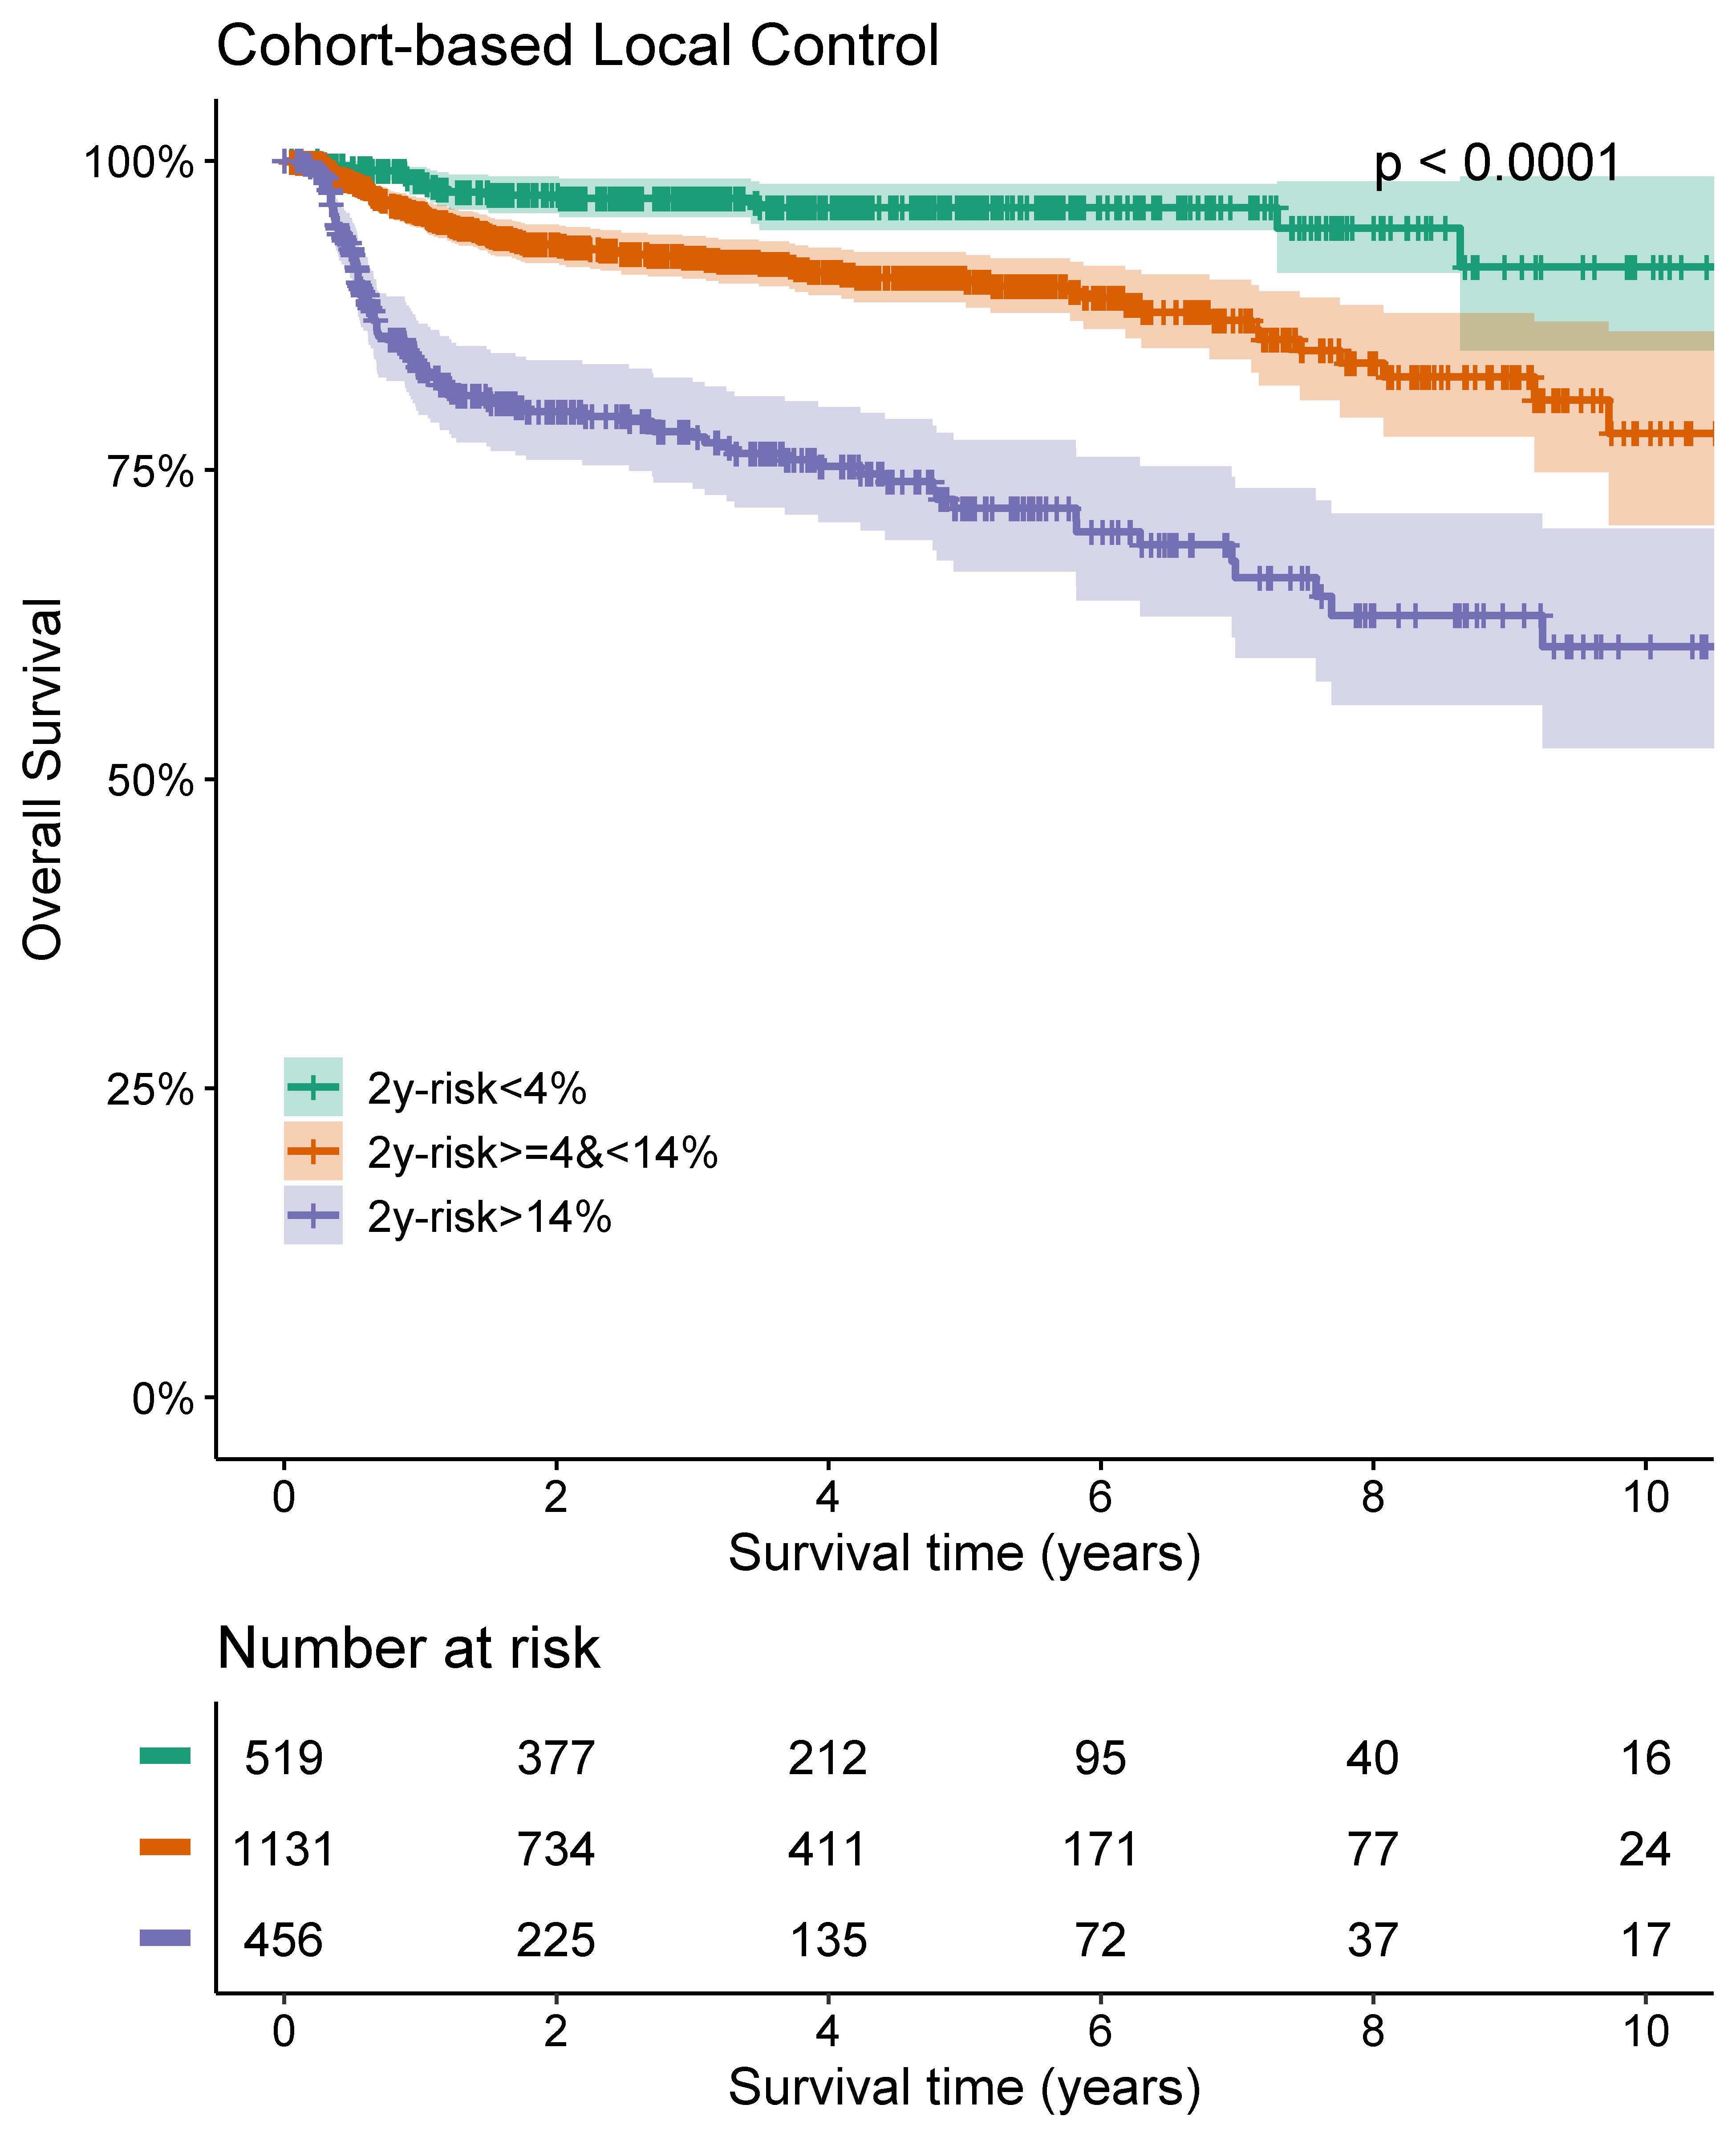 Cohort-based Local Control
p < 0.0001
100%
75%
50%
25%
0%
Overall Survival
2y-risk<4%
2y-risk>=4&<14%
2y-risk>14%
0 2 4 6 8 10
Survival time (years)
Number at risk
519 377 212 95 40 16
1131 734 411 171 77 24
456 225 135 72 37 17
0 2 4 6 8 10
Survival time (years)